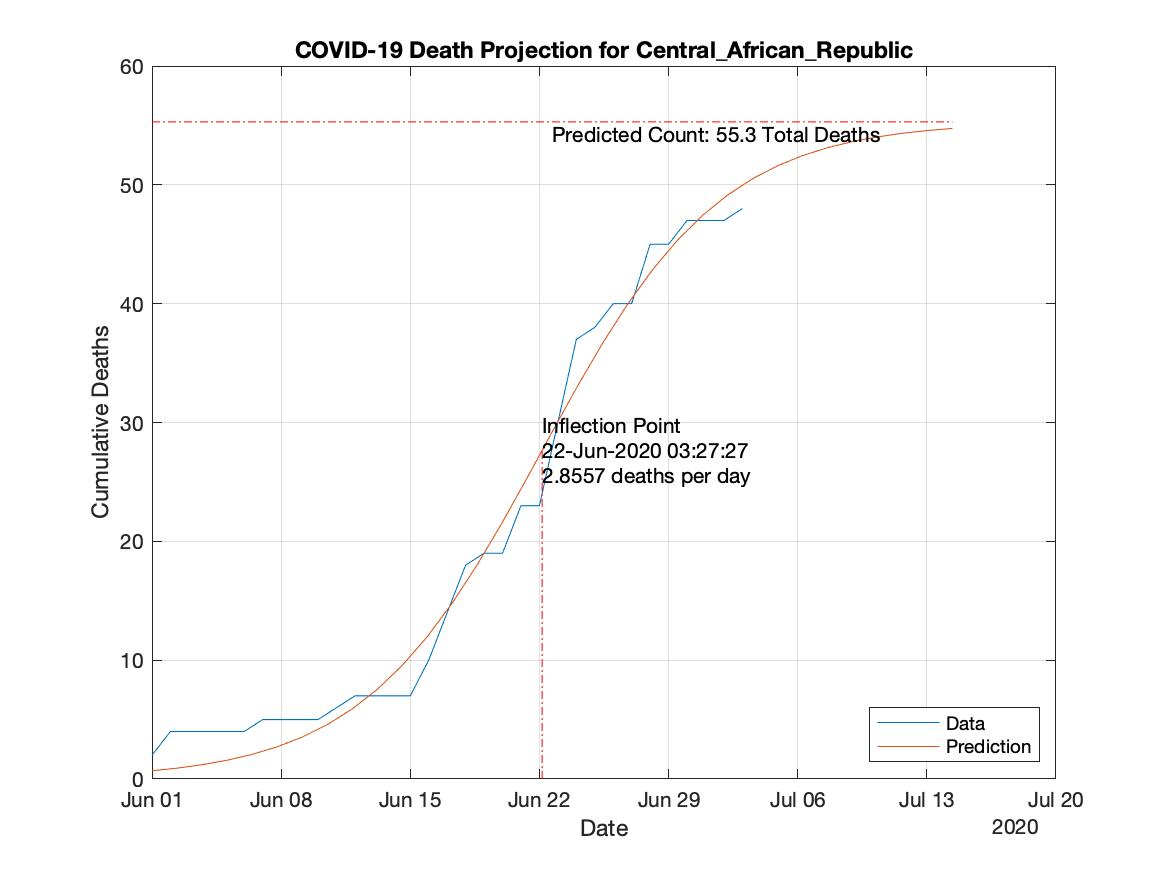 COVID-19 Death Projection for Central_African_Republic
60
50
40
30
20
10
0
Cumulative Deaths
Predicted Count: 55.3 Total Deaths
Inflection Point
22-Jun-2020 03:27:27
2.8557 deaths per day
Data
Prediction
Jun 01 Jun 08 Jun 15 Jun 22 Jun 29 Jul 06 Jul 13 Jul 20
Date
2020